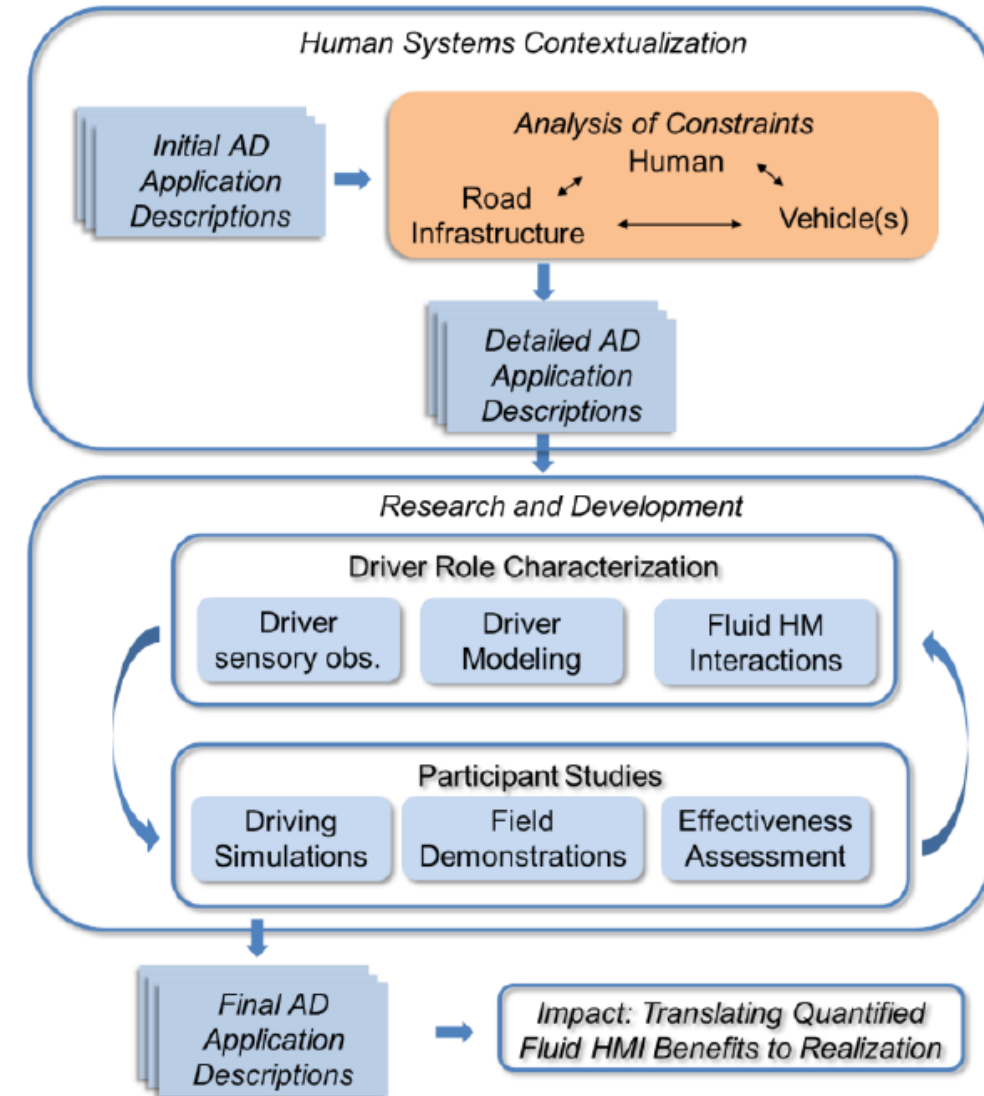 Human Systems Contextualization
Initial AD
Application
Descriptions
Analysis of Constraints
Human
Road
Infrastructure
Vehicle(s)
Detailed AD
Application
Descriptions
Research and Development
Driver Role Characterization
Driver
sensory obs.
Driver
Modeling
Fluid HM
Interactions
Participant Studies
Driving
Simulations
Field
Demonstrations
Effectiveness
Assessment
Final AD
Application
Descriptions
Impact: Translating Quantified
Fluid HMI Benefits to Realization